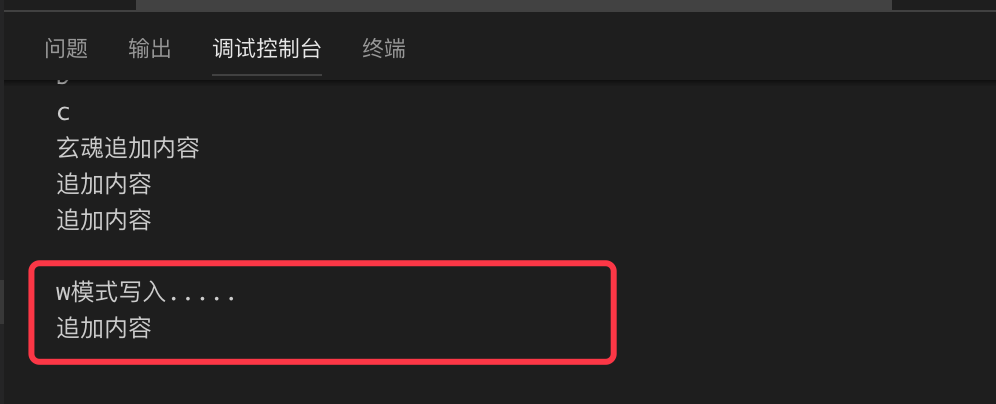 问题 输出 调试控制台 终端
c
玄魂追加内容
追加内容
追加内容
w模式写入.....
追加内容